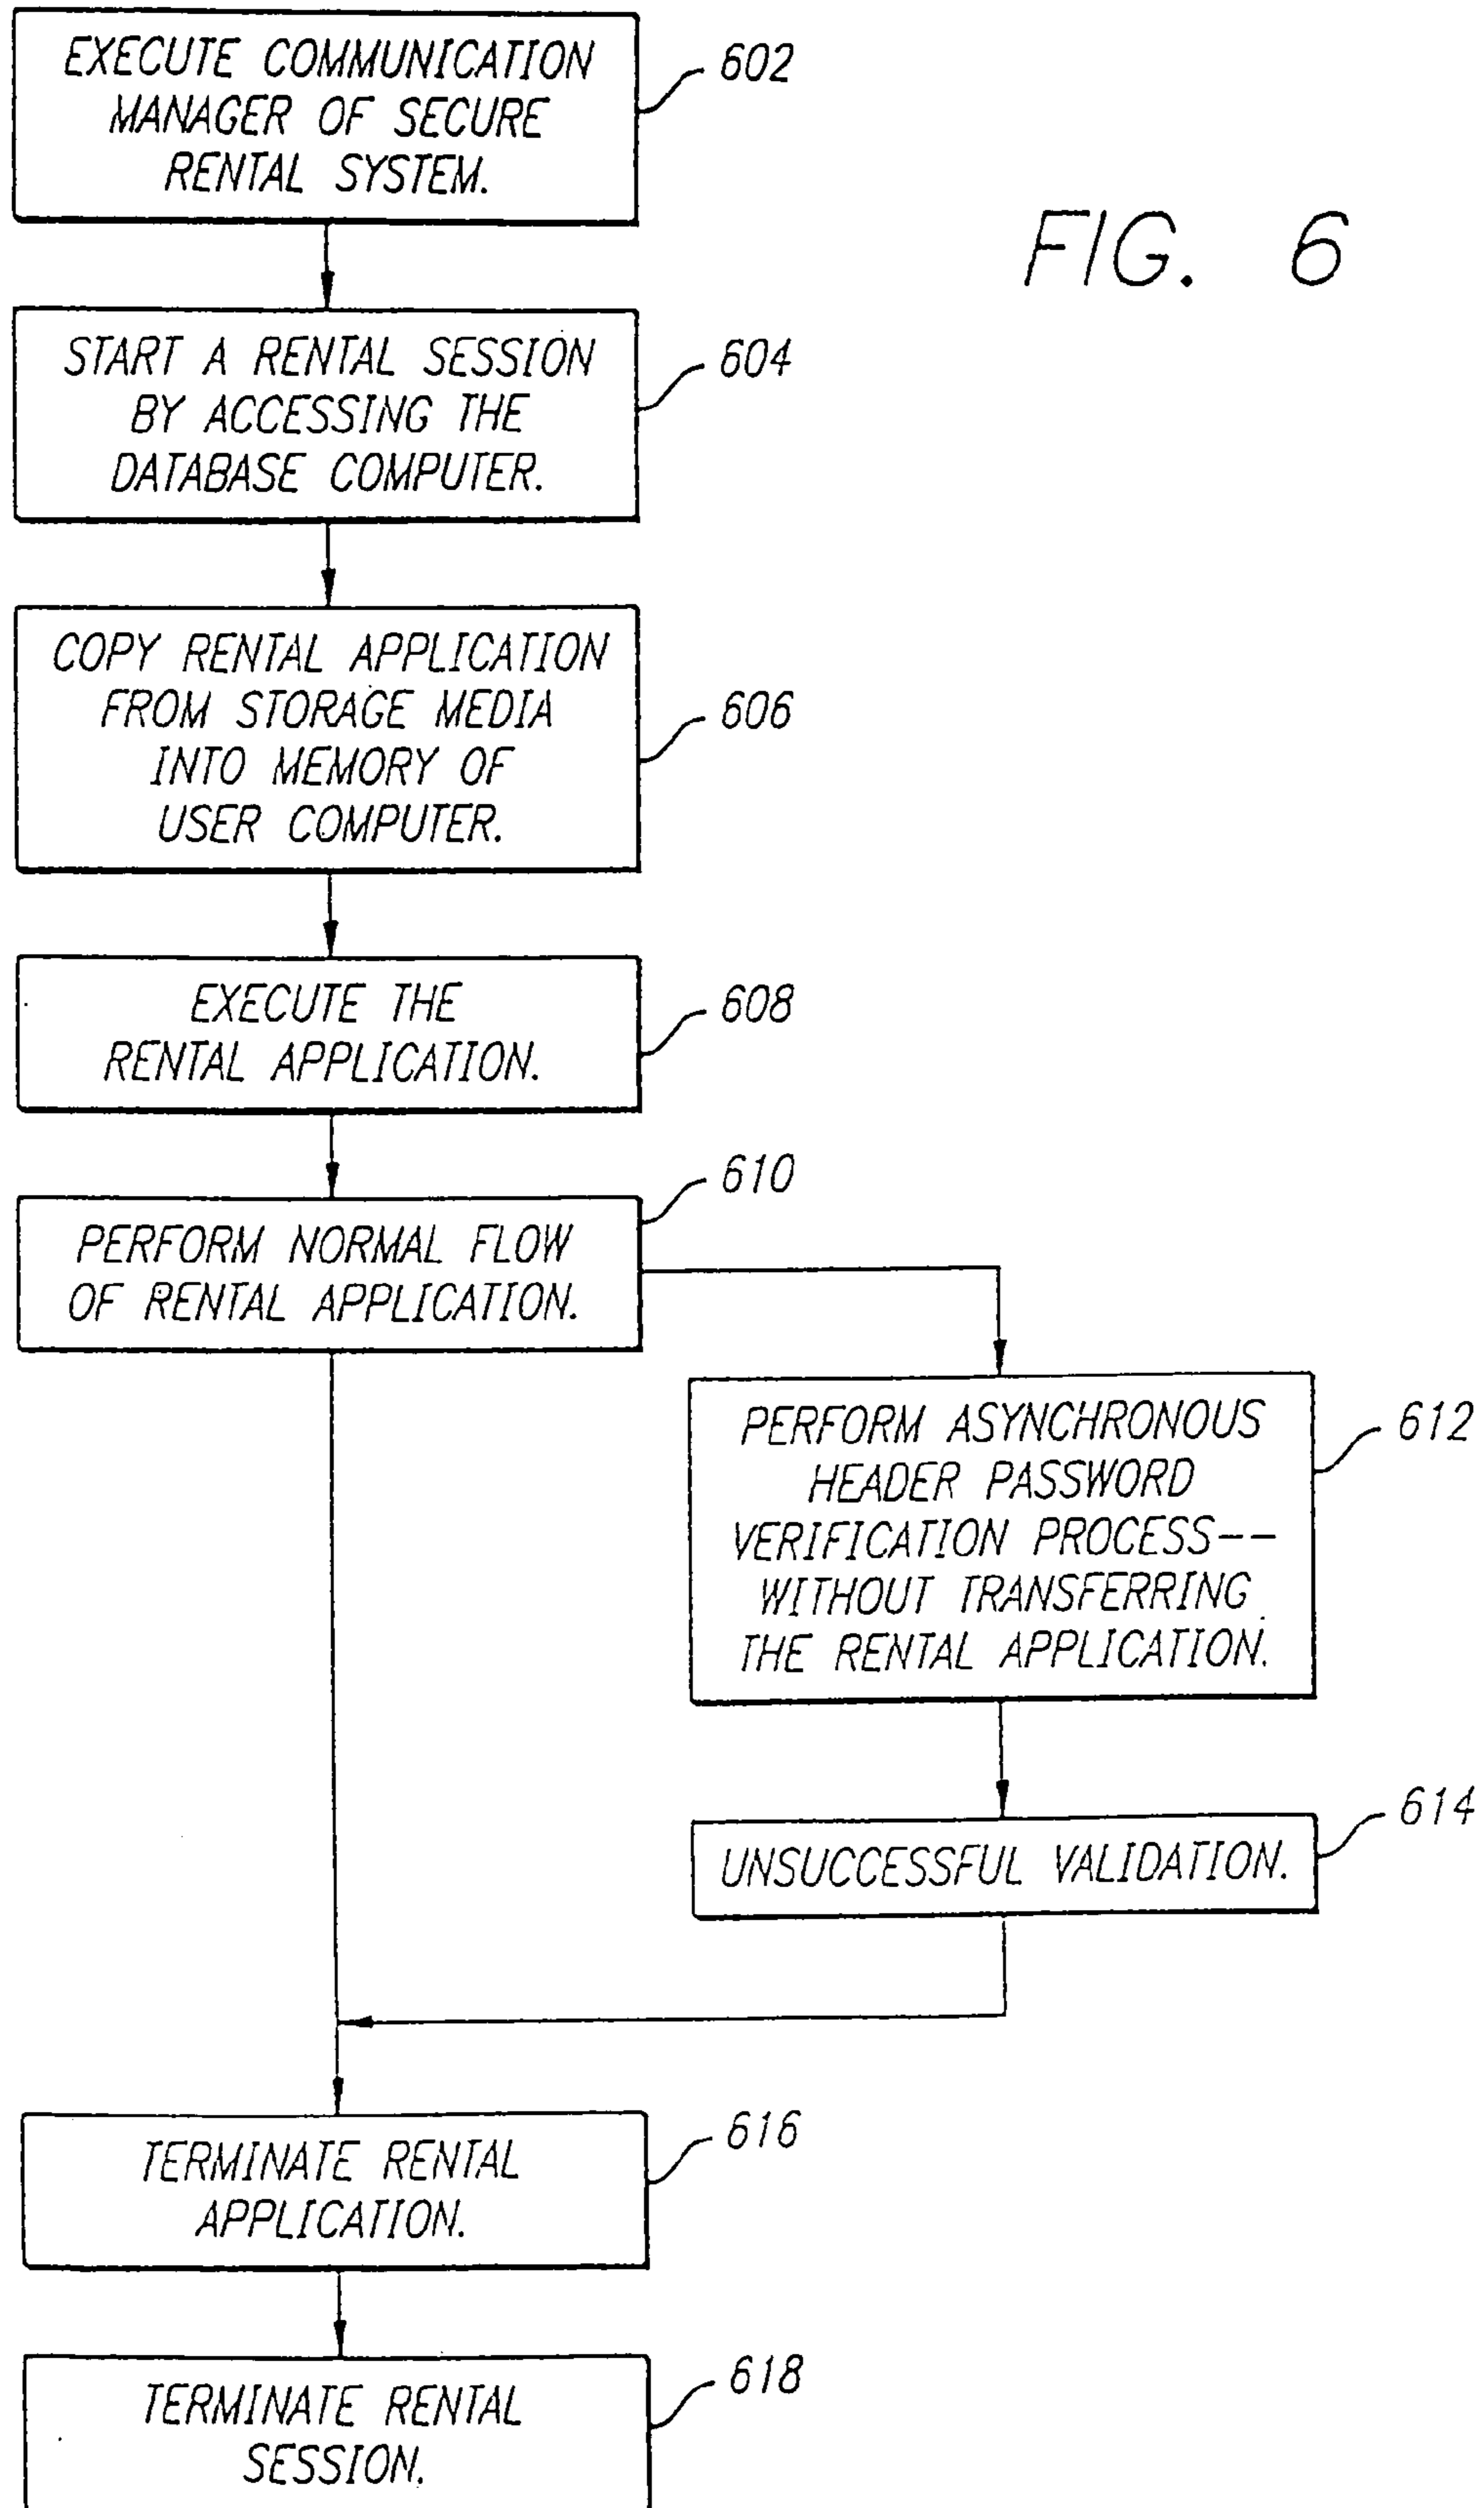 EXECUTE COMMUNICATION
MANAGER OF SECURE
RENTAL SYSTEM.
602
FIG. 6
START A RENTAL SESSION
BY ACCESSING THE
DATABASE COMPUTER.
604
COPY RENTAL APPLICATION
FROM STORAGE MEDIA
INTO MEMORY OF
USER COMPUTER.
606
EXECUTE THE
RENTAL APPLICATION.
608
PERFORM NORMAL FLOW
OF RENTAL APPLICATION.
610
PERFORM ASYNCHRONOUS
HEADER PASSWORD
VERIFICATION PROCESS--
WITHOUT TRANSFERRING
THE RENTAL APPLICATION.
612
UNSUCCESSFUL VALIDATION.
614
TERMINATE RENTAL
APPLICATION.
616
TERMINATE RENTAL
SESSION.
618